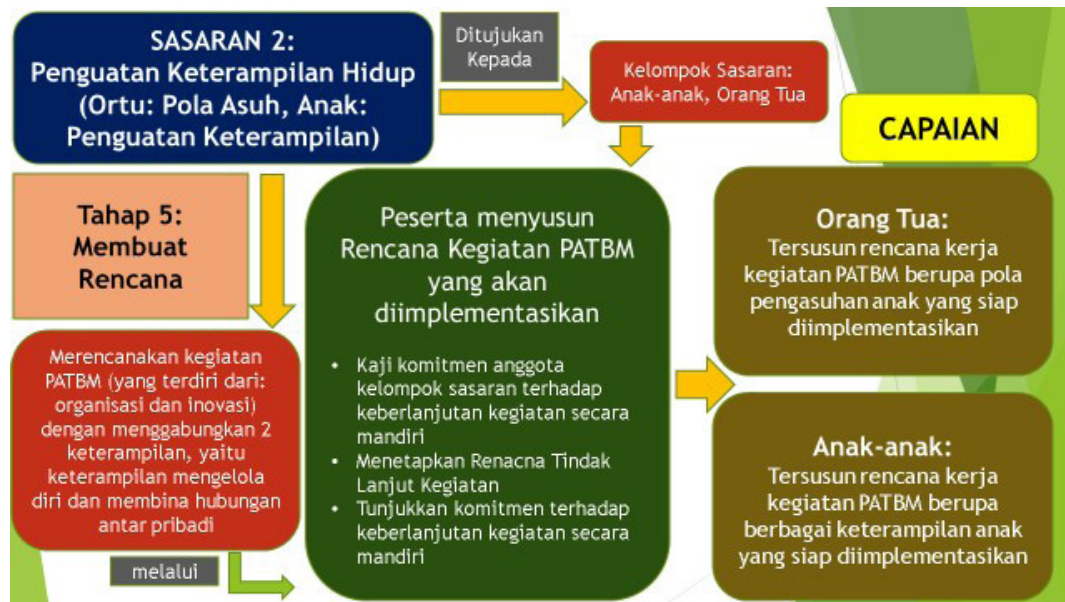 SASARAN 2:
Penguatan Keterampilan Hidup
(Ortu: Pola Asuh, Anak:
Penguatan Keterampilan)
Ditujukan
Kepada
Kelompok Sasaran:
Anak-anak, Orang Tua
CAPAIAN
Tahap 5:
Membuat
Rencana
Merencanakan kegiatan
PATBM (yang terdiri dari:
organisasi dan inovasi)
dengan menggabungkan 2
keterampilan, yaitu
keterampilan mengelola
diri dan membina hubungan
antar pribadi
melalui
Peserta menyusun
Rencana Kegiatan PATBM
yang akan
diimplementasikan
• Kaji komitmen anggota
kelompok sasaran terhadap
keberlanjutan kegiatan secara
mandiri
• Menetapkan Renacna Tindak
Lanjut Kegiatan
• Tunjukkan komitmen terhadap
keberlanjutan kegiatan secara
mandiri
Orang Tua:
Tersusun rencana kerja
kegiatan PATBM berupa pola
pengasuhan anak yang siap
diimplementasikan
Anak-anak:
Tersusun rencana kerja
kegiatan PATBM berupa
berbagai keterampilan anak
yang siap diimplementasikan